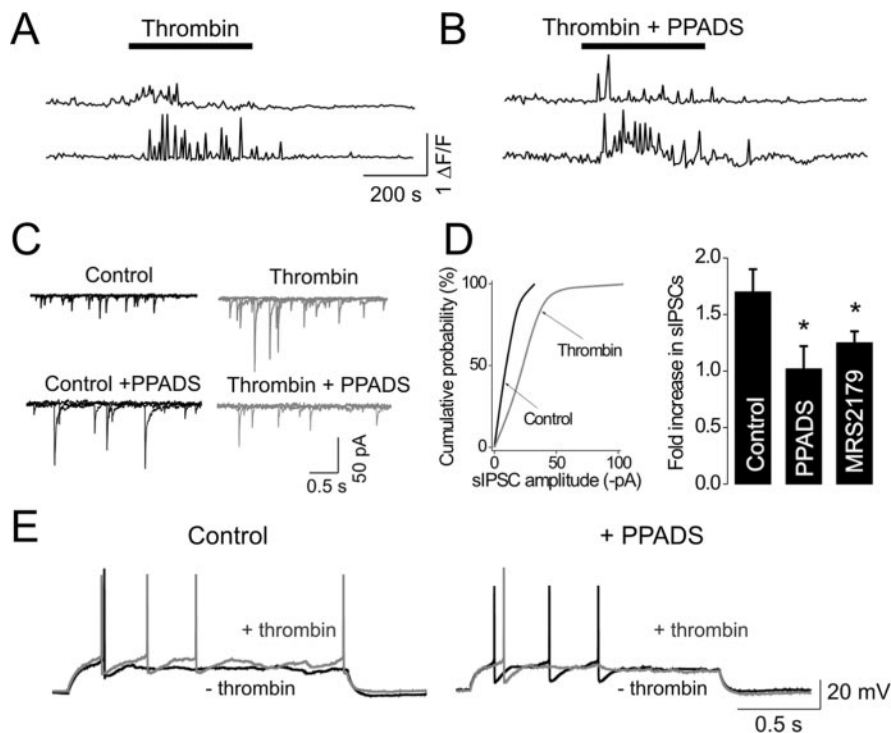 A
Thrombin
200 s
1 ΔF/F
B
Thrombin + PPADS
C
Control
Thrombin
Control +PPADS
Thrombin + PPADS
0.5 s
50 pA
D
Cumulative probability (%)
100
50
0
Thrombin
Control
0 50 100
sIPSC amplitude (-pA)
Fold increase in sIPSCs
2.0
1.5
1.0
0.5
0.0
* *
Control
PPADS
MRS2179
E
Control
+ thrombin
- thrombin
+ PPADS
+ thrombin
- thrombin
20 mV
0.5 s